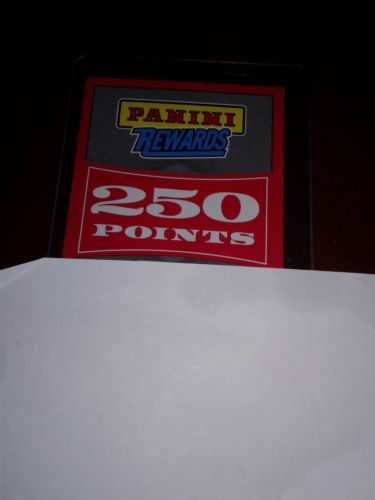 PANINI
REWARDS
250
POINTS